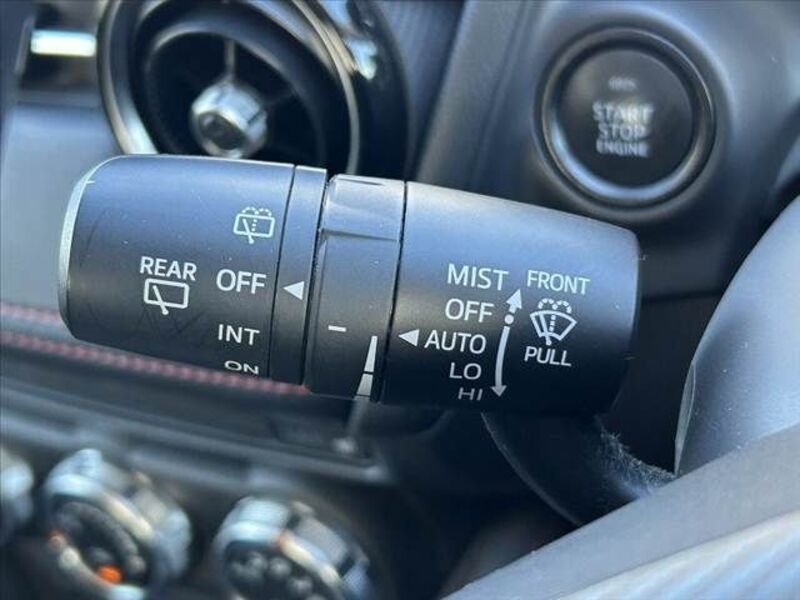 START
STOP
ENGINE
REAR
OFF
INT
ON
MIST
OFF
AUTO
LO
HI
FRONT
PULL